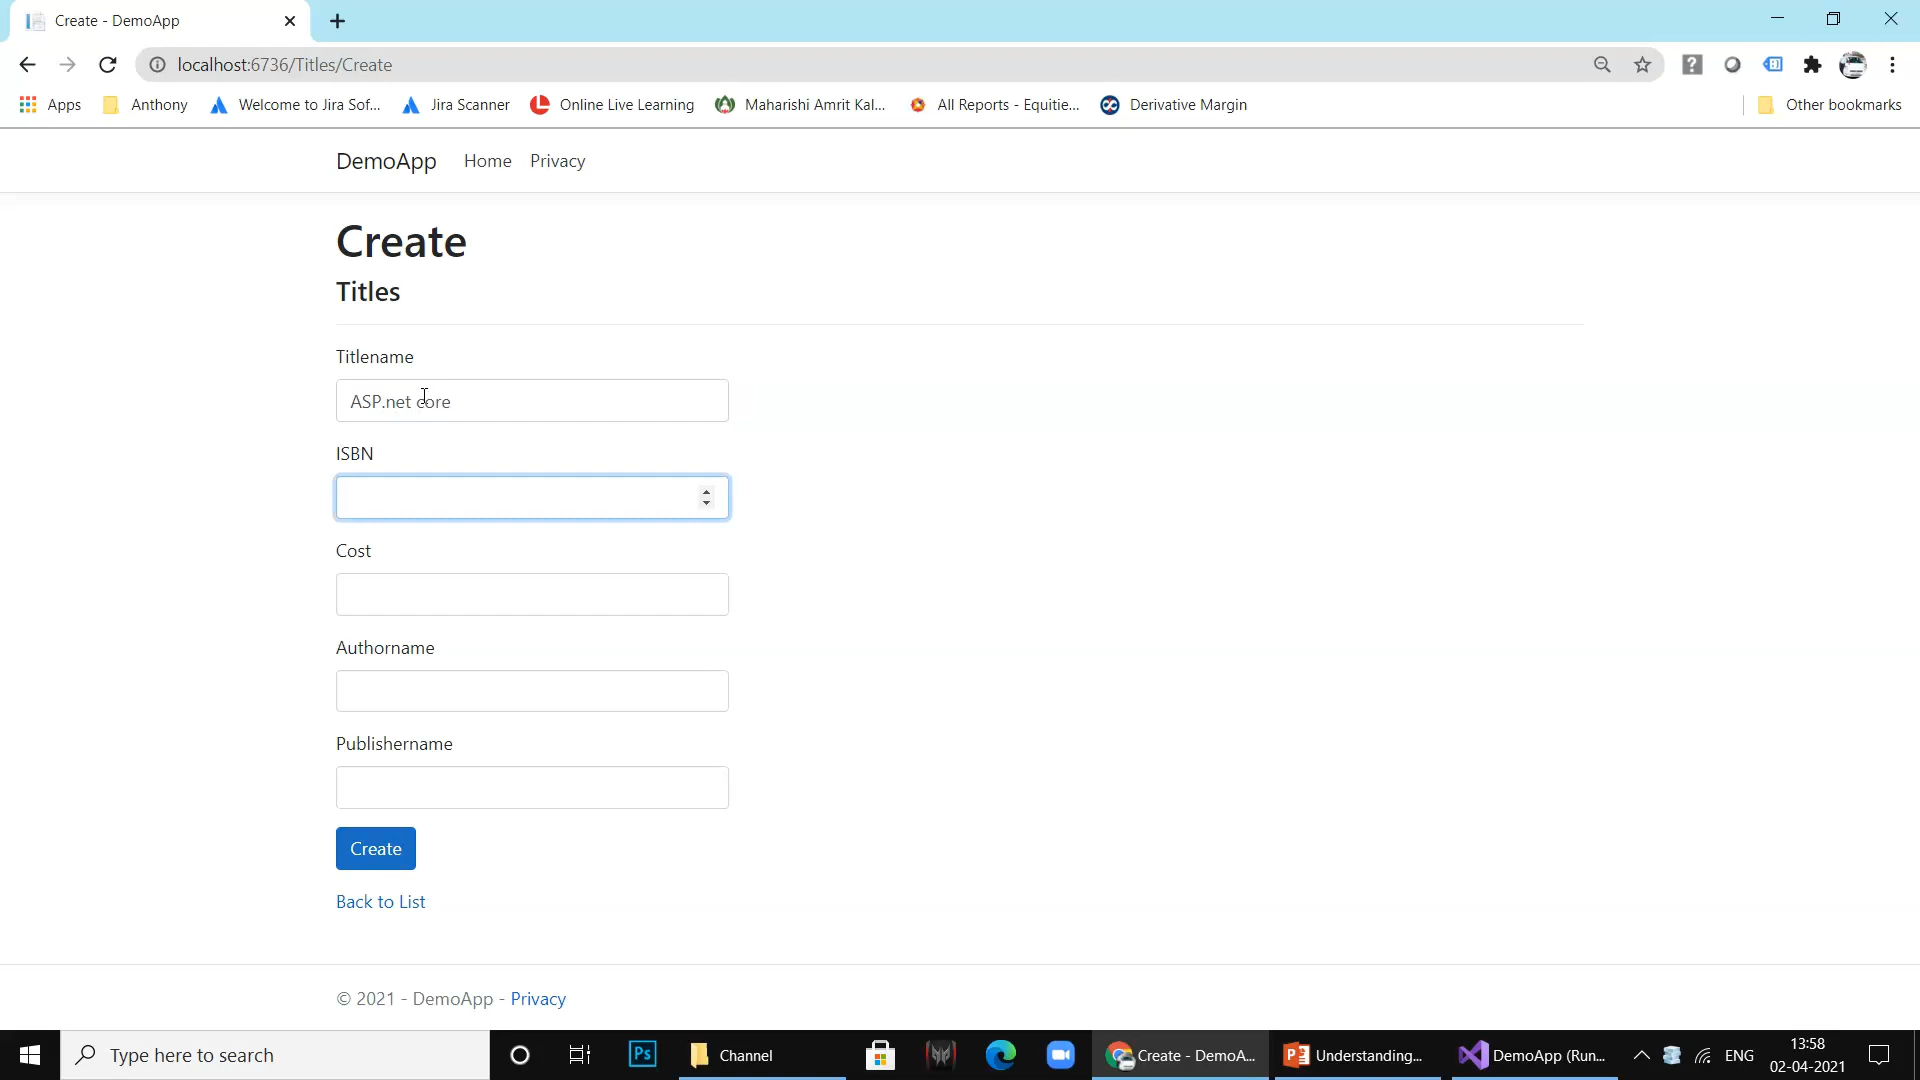 Create - DemoApp
localhost:6736/Titles/Create
Apps Anthony Welcome to Jira Sof... Jira Scanner Online Live Learning Maharishi Amrit Kal... All Reports - Equitie... Derivative Margin Other bookmarks
DemoApp Home Privacy
Create
Titles
Titlename
ASP.net core
ISBN
Cost
Authorname
Publishername
Create
Back to List
© 2021 - DemoApp - Privacy
Type here to search Ps Channel Create - DemoA... Understanding... DemoApp (Run... ENG 13:58
02-04-2021